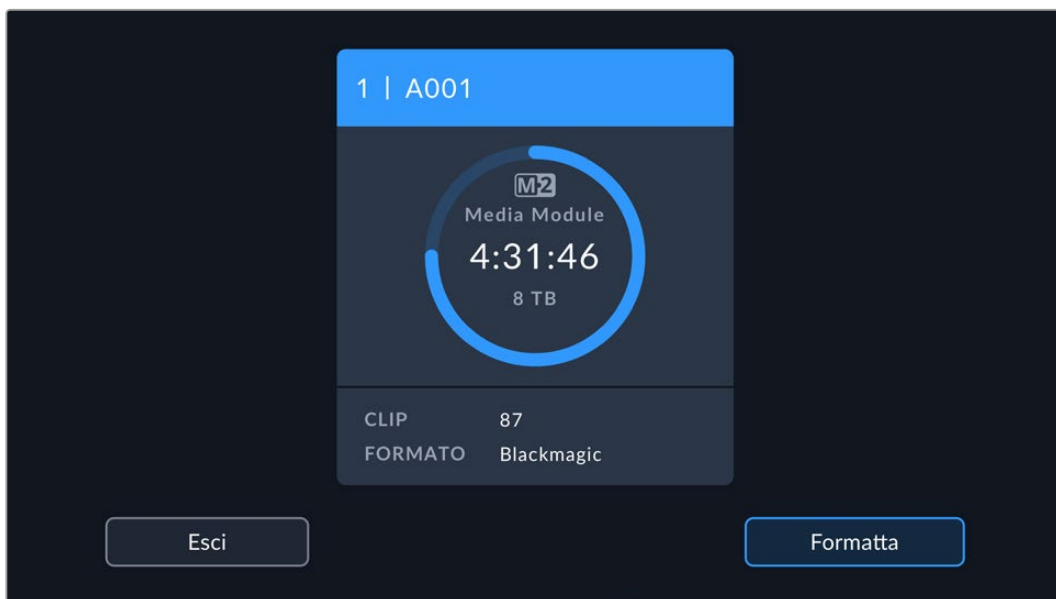 1 | A001
M2
Media Module
4:31:46
8 TB
CLIP 87
FORMATO Blackmagic
Esci
Formatta